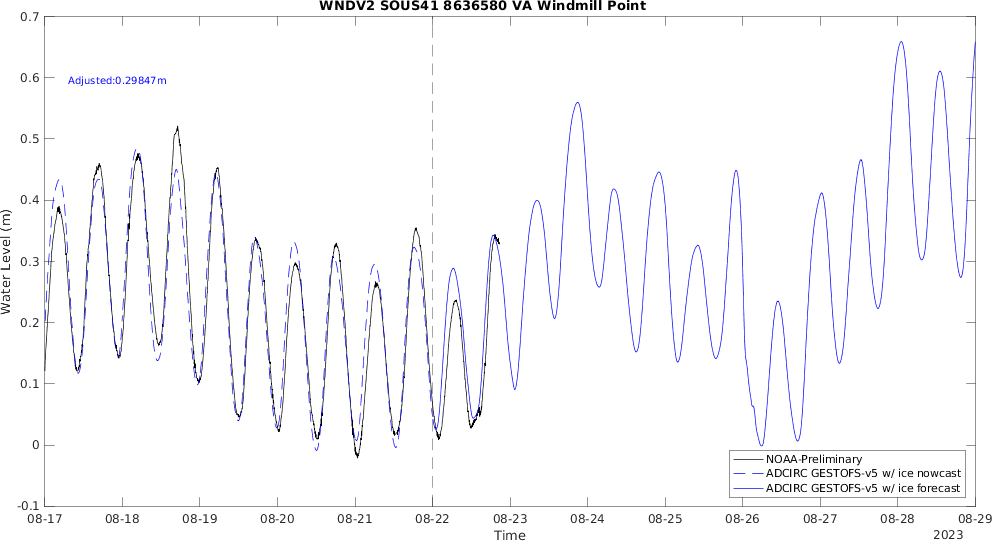 WNDV2 SOUS41 8636580 VA Windmill Point
0.7
0.6
0.5
0.4
0.3
0.2
0.1
0
-0.1
Water Level (m)
Adjusted:0.29847m
NOAA-Preliminary
ADCIRC GESTOFS-v5 w/ ice nowcast
ADCIRC GESTOFS-v5 w/ ice forecast
08-17 08-18 08-19 08-20 08-21 08-22 08-23 08-24 08-25 08-26 08-27 08-28 08-29
Time
2023